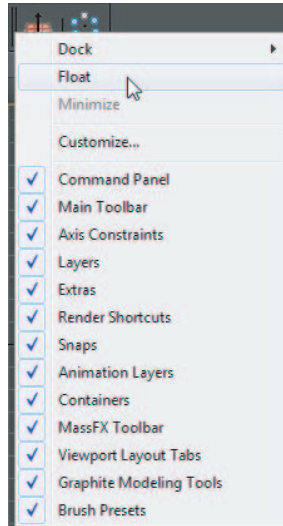 Dock
Float
Minimize
Customize...
Command Panel
Main Toolbar
Axis Constraints
Layers
Extras
Render Shortcuts
Snaps
Animation Layers
Containers
MassFX Toolbar
Viewport Layout Tabs
Graphite Modeling Tools
Brush Presets